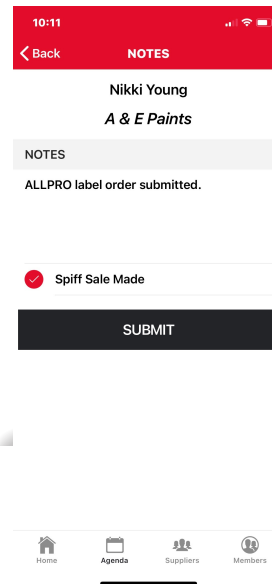 10:11
Back NOTES
Nikki Young
A & E Paints
NOTES
ALLPRO label order submitted.
Spiff Sale Made
SUBMIT
Home Agenda Suppliers Members